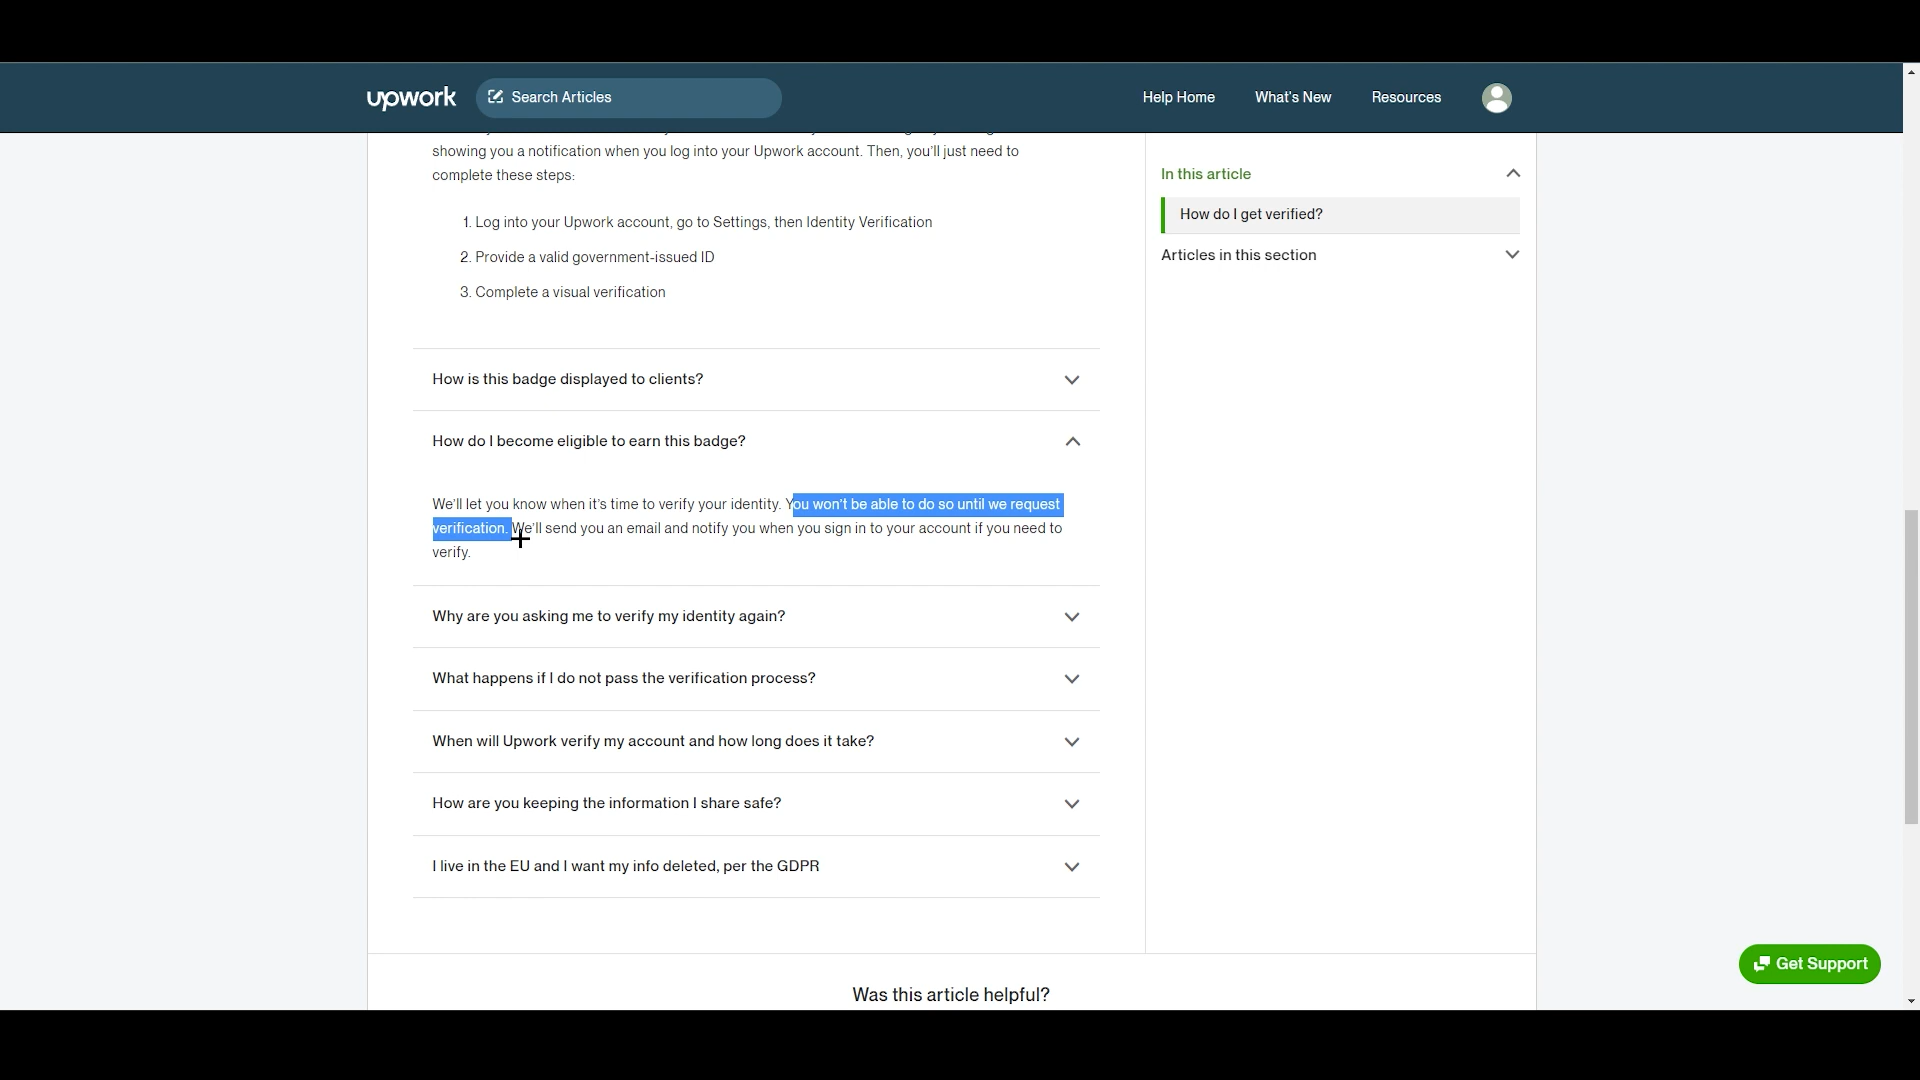 upwork
Search Articles
Help Home
What's New
Resources
showing you a notification when you log into your Upwork account. Then, you'll just need to
complete these steps:
1. Log into your Upwork account, go to Settings, then Identity Verification
2. Provide a valid government-issued ID
3. Complete a visual verification
How is this badge displayed to clients?
How do I become eligible to earn this badge?
We'll let you know when it's time to verify your identity. You won't be able to do so until we request
verification. We'll send you an email and notify you when you sign in to your account if you need to
verify.
Why are you asking me to verify my identity again?
What happens if I do not pass the verification process?
When will Upwork verify my account and how long does it take?
How are you keeping the information I share safe?
I live in the EU and I want my info deleted, per the GDPR
In this article
How do I get verified?
Articles in this section
Get Support
Was this article helpful?